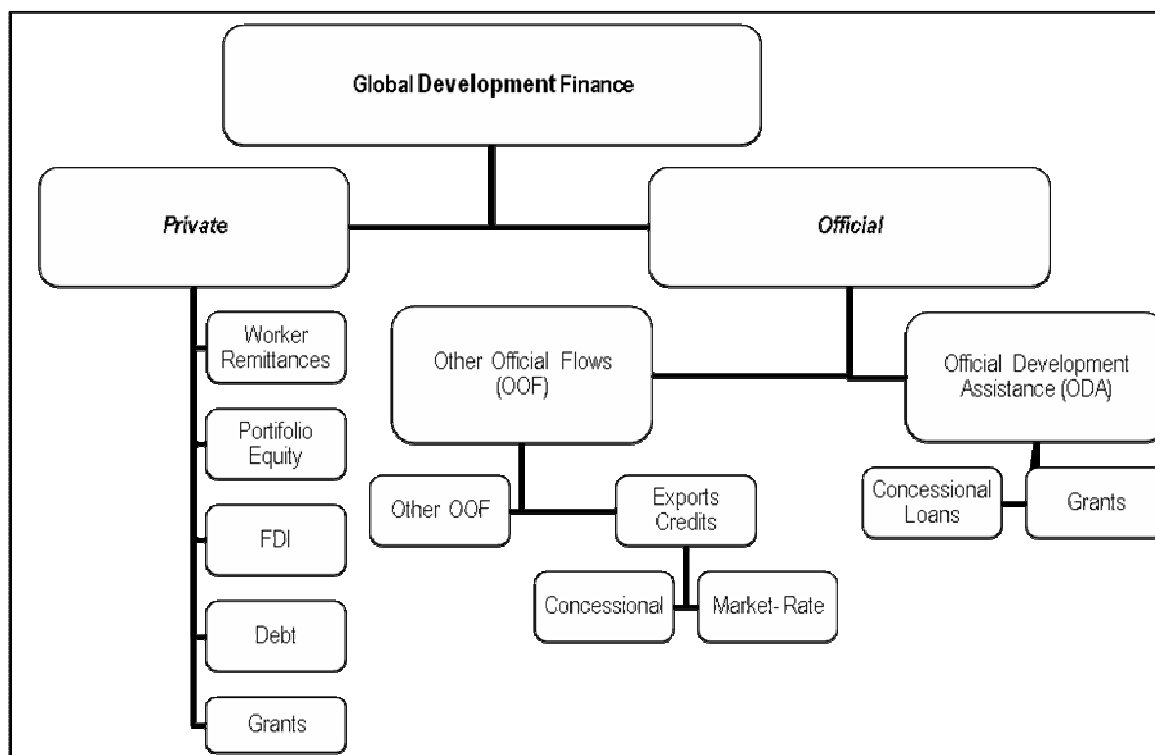 Global Development Finance
Private
Official
Worker
Remittances
Portifolio
Equity
FDI
Debt
Grants
Other Official Flows
(OOF)
Official Development
Assistance (ODA)
Other OOF
Exports
Credits
Concessional
Loans
Grants
Concessional
Market- Rate